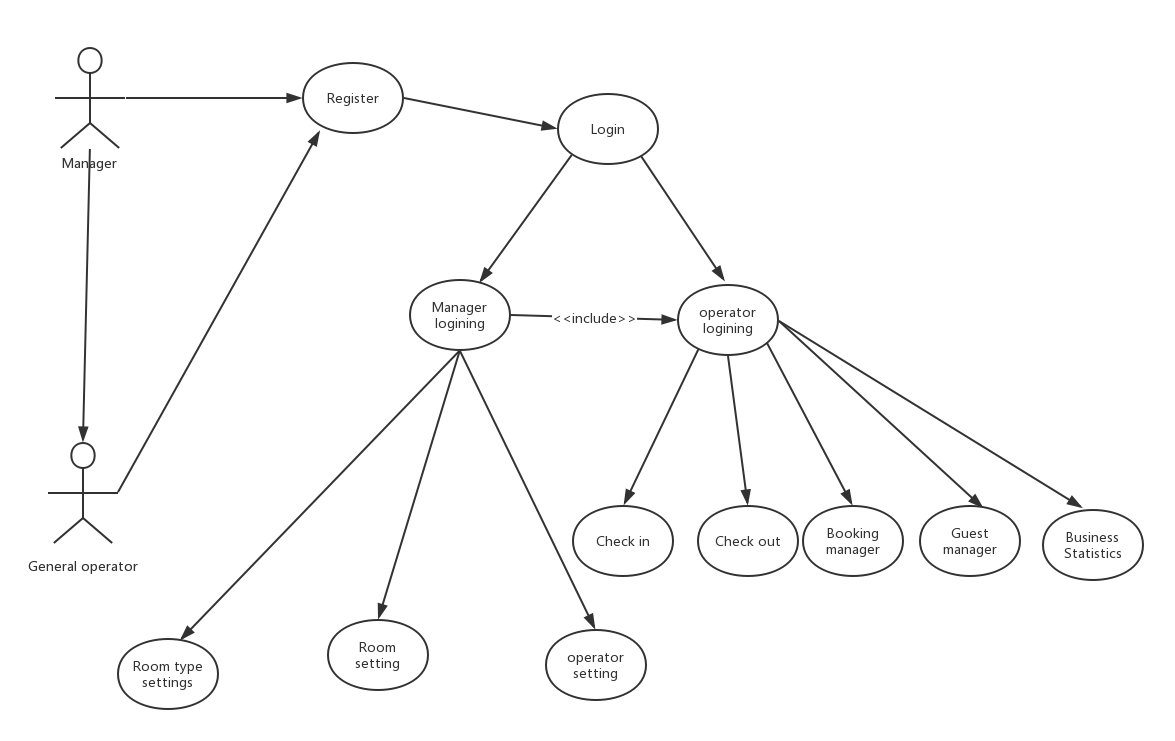 Register
Login
Manager
Manager
logining
<<include>>
operator
logining
Check in
Check out
Booking
manager
Guest
manager
Business
Statistics
General operator
Room type
settings
Room
setting
operator
setting